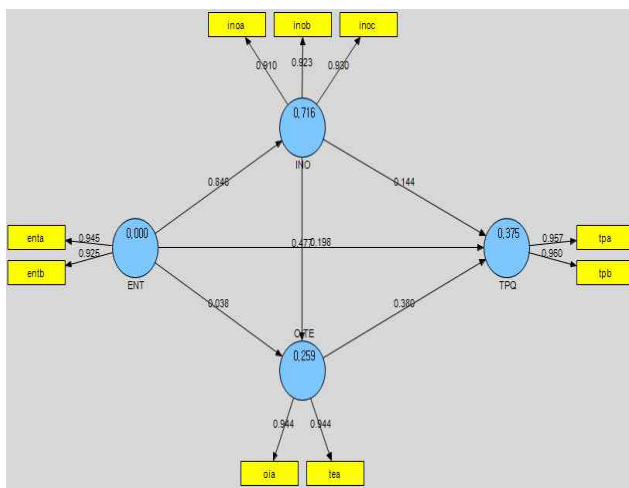 inoa inob inoc
0.910 0.923 0.930
0,716
INO
0.846 0.144
enta 0.945 0,000 0.477 0.198 0,375 0.957 tpa
entb 0.925 0.960 tpb
ENT TPQ
0.038 0.380
0,259
0.944 0.944
oia tea